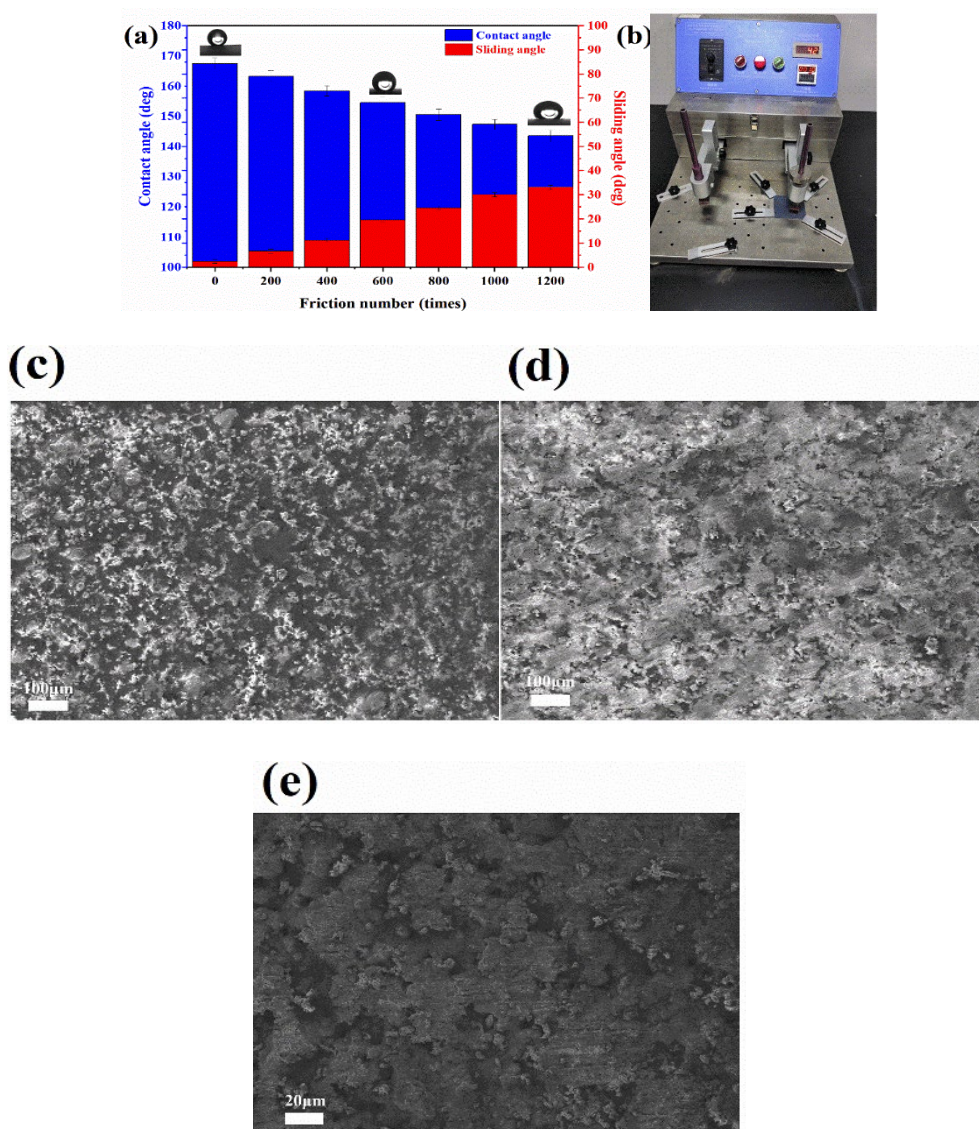 (a)
Contact angle
Sliding angle
Contact angle (deg)
180
170
160
150
140
130
120
110
100
100
90
80
70
60
50
40
30
20
10
0
Sliding angle (deg)
0 200 400 600 800 1000 1200
Friction number (times)
(b)
(c)
100μm
(d)
100μm
(e)
20μm